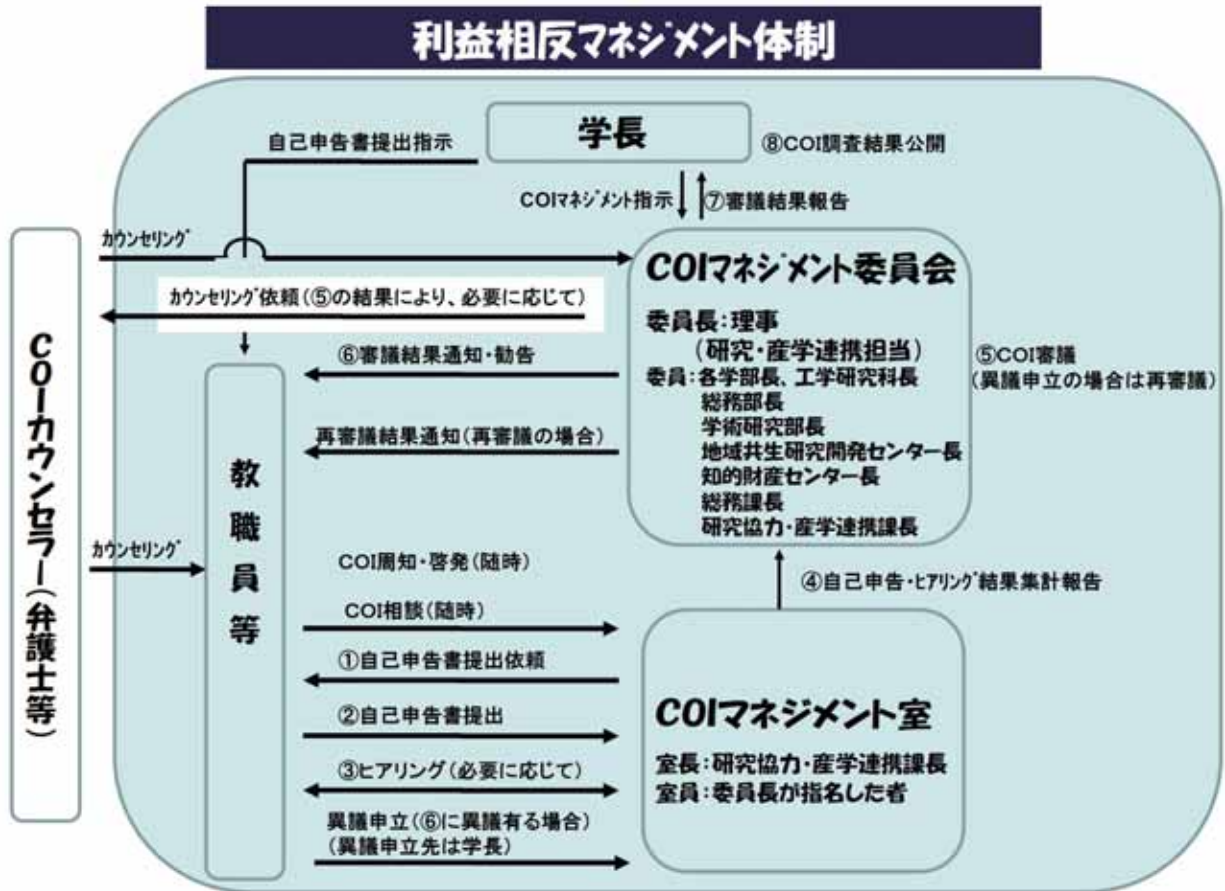 利益相反マネジメント体制
学長
自己申告書提出指示
⑧COI調査結果公開
COIマネジメント指示
⑦審議結果報告
カウンセリング
COIマネジメント委員会
カウンセリング依頼(⑤の結果により、必要に応じて)
委員長:理事
(研究・産学連携担当)
委員:各学部長、工学研究科長
総務部長
学術研究部長
地域共生研究開発センター長
知的財産センター長
総務課長
研究協力・産学連携課長
⑤COI審議
(異議申立の場合は再審議)
⑥審議結果通知・勧告
再審議結果通知(再審議の場合)
COIーカウンセラー(弁護士等)
教職員等
カウンセリング
COI周知・啓発(随時)
④自己申告・ヒアリング結果集計報告
COI相談(随時)
①自己申告書提出依頼
②自己申告書提出
COIマネジメント室
室長:研究協力・産学連携課長
室員:委員長が指名した者
③ヒアリング(必要に応じて)
異議申立(⑥に異議有る場合)
(異議申立先は学長)